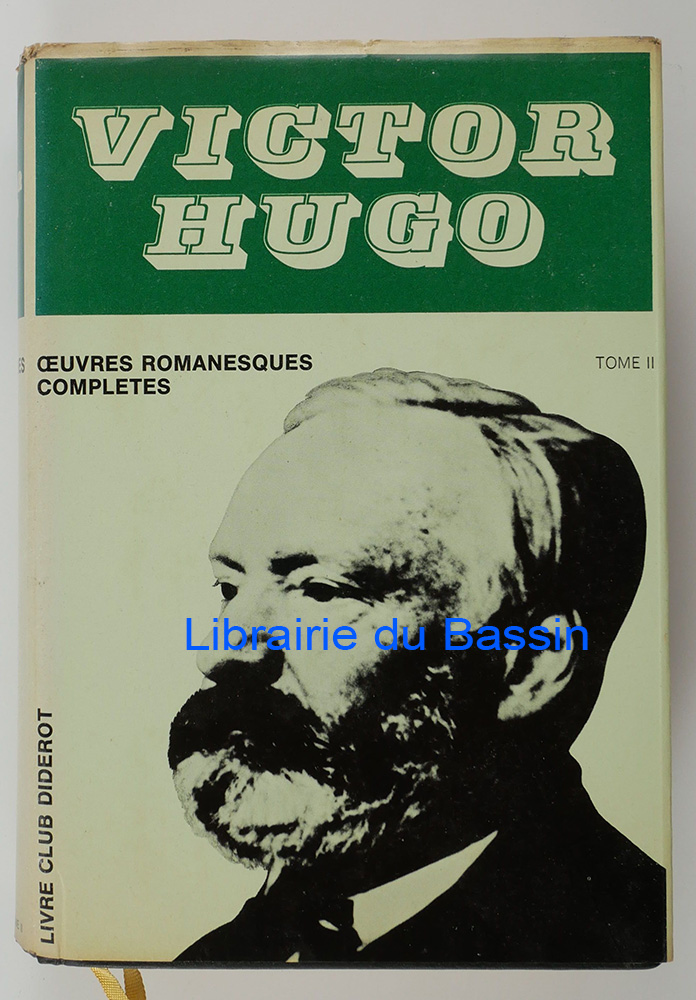 VICTOR
HUGO
ŒUVRES ROMANESQUES
COMPLETES
TOME II
Librairie du Bassin
LIVRE CLUB DIDEROT